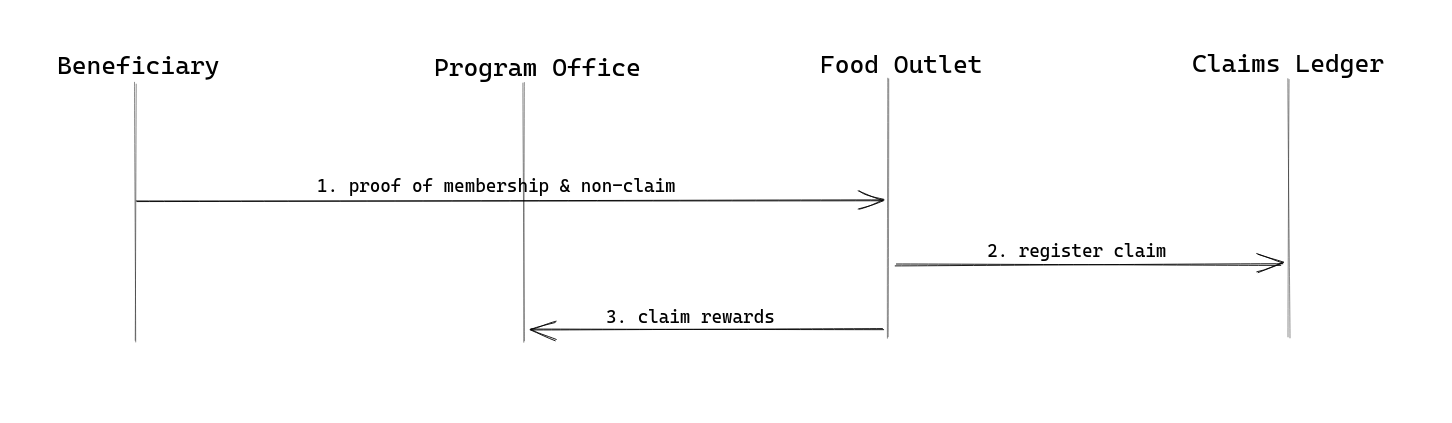 Beneficiary
Program Office
Food Outlet
Claims Ledger
1. proof of membership & non-claim
2. register claim
3. claim rewards